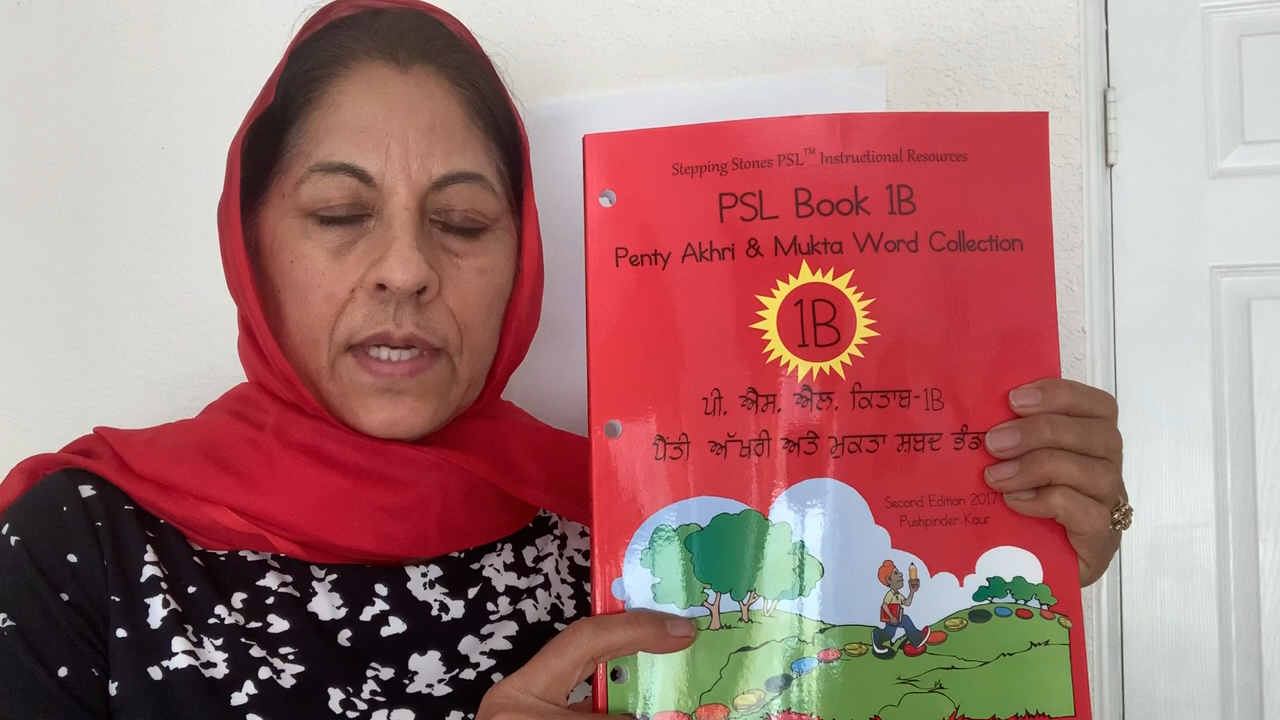 Stepping Stones PSL™ Instructional Resources
PSL Book 1B
Penty Akhri & Mukta Word Collection
1B
ਪੀ. ਐਸ. ਐਲ. ਕਿਤਾਬ-1B
ਪੈਂਤੀ ਅੱਖਰੀ ਅਤੇ ਮੁਕਤਾ ਸ਼ਬਦ
Second Edition 2017
Pushpinder Kaur